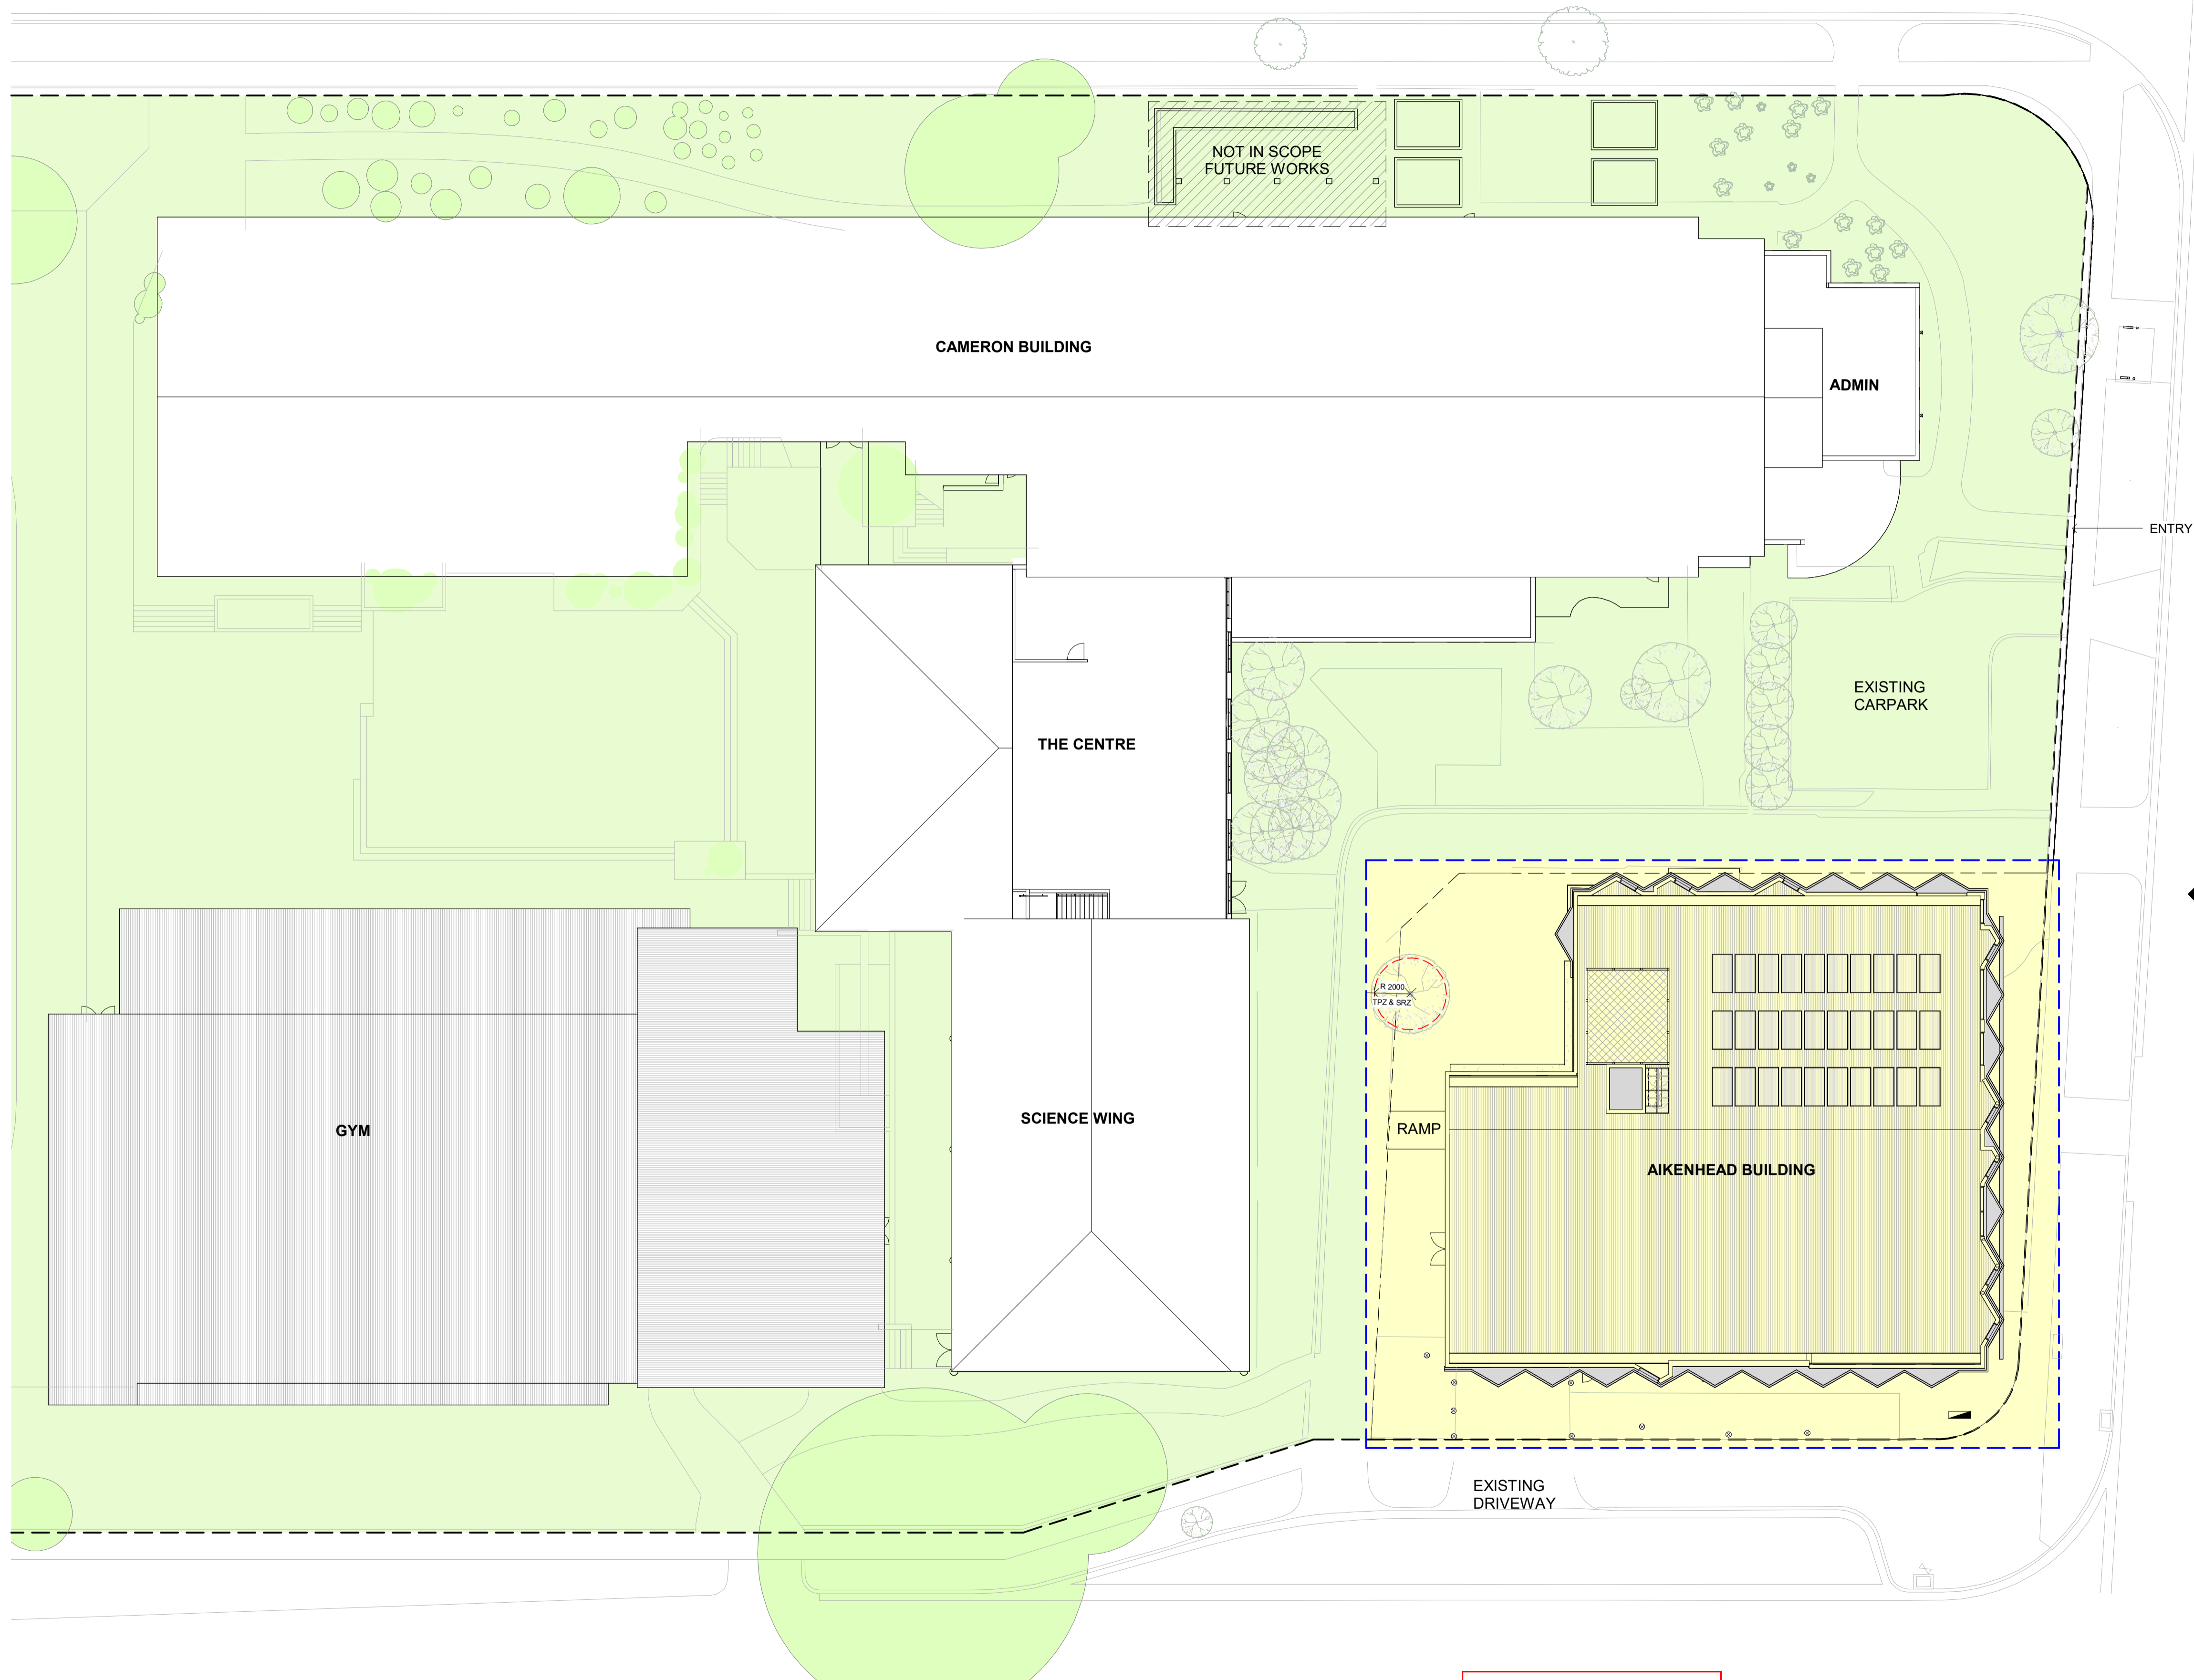 NOT IN SCOPE
FUTURE WORKS
CAMERON BUILDING
ADMIN
ENTRY
EXISTING
CARPARK
THE CENTRE
R 2000
TPZ & SRZ
GYM
SCIENCE WING
RAMP
AIKENHEAD BUILDING
EXISTING
DRIVEWAY